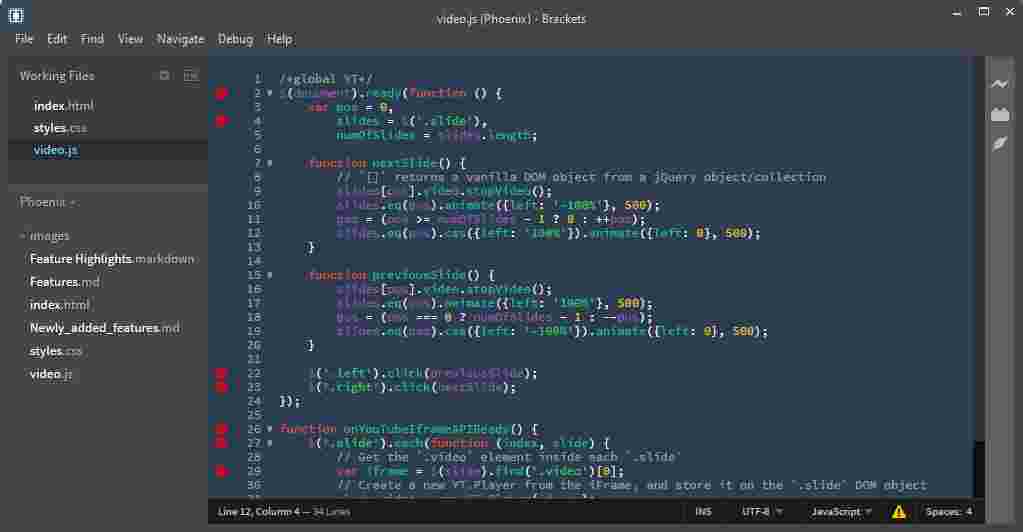 video.js (Phoenix) - Brackets
File Edit Find View Navigate Debug Help
Working Files
index.html
styles.css
video.js
Phoenix
images
Feature Highlights.markdown
Features.md
index.html
Newly_added_features.md
styles.css
video.js
1 /*global YT*/
2 $(document).ready(function () {
3 var pos = 0,
4 slides = $('.slide'),
5 numOfSlides = slides.length;
6
7 function nextSlide() {
8 // `[]` returns a vanilla DOM object from a jQuery object/collection
9 slides[pos].video.stopVideo();
10 slides.eq(pos).animate({left: '-100%'}, 500);
11 pos = (pos >= numOfSlides - 1 ? 0 : ++pos);
12 slides.eq(pos).css({left: '100%'}).animate({left: 0}, 500);
13 }
14
15 function previousSlide() {
16 slides[pos].video.stopVideo();
17 slides.eq(pos).animate({left: '100%'}, 500);
18 pos = (pos === 0 ? numOfSlides - 1 : --pos);
19 slides.eq(pos).css({left: '-100%'}).animate({left: 0}, 500);
20 }
21
22 $('.left').click(previousSlide);
23 $('.right').click(nextSlide);
24 });
25
26 function onYouTubeIframeAPIReady() {
27 $('.slide').each(function (index, slide) {
28 // Get the `.video` element inside each `.slide`
29 var iframe = $(slide).find('.video')[0];
30 // Create a new YT.Player from the iFrame, and store it on the `.slide` DOM object
Line 12, Column 4 — 34 Lines
INS UTF-8 JavaScript Spaces: 4